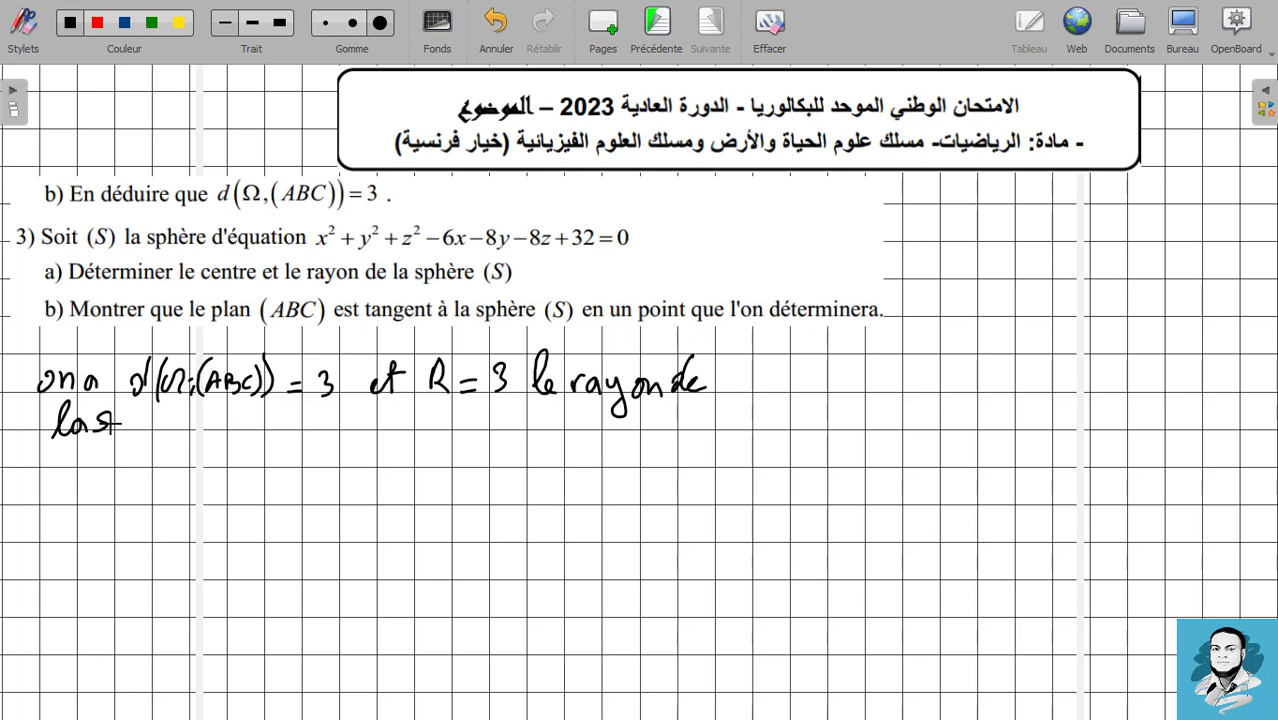 Stylets Couleur Trait Gomme Fonds Annuler Rétablir Pages Précédente Suivante Effacer Tableau Web Documents Bureau OpenBoard
الامتحان الوطني الموحد للبكالوريا - الدورة العادية 2023 – الموضوع
- مادة: الرياضيات- مسلك علوم الحياة والأرض ومسلك العلوم الفيزيائية (خيار فرنسية)
b) En déduire que d(Ω,(ABC))=3 .
3) Soit (S) la sphère d'équation x²+y²+z²−6x−8y−8z+32=0
a) Déterminer le centre et le rayon de la sphère (S)
b) Montrer que le plan (ABC) est tangent à la sphère (S) en un point que l'on déterminera.
on a d(Ω;(ABC)) = 3 et R = 3 le rayon de
la s